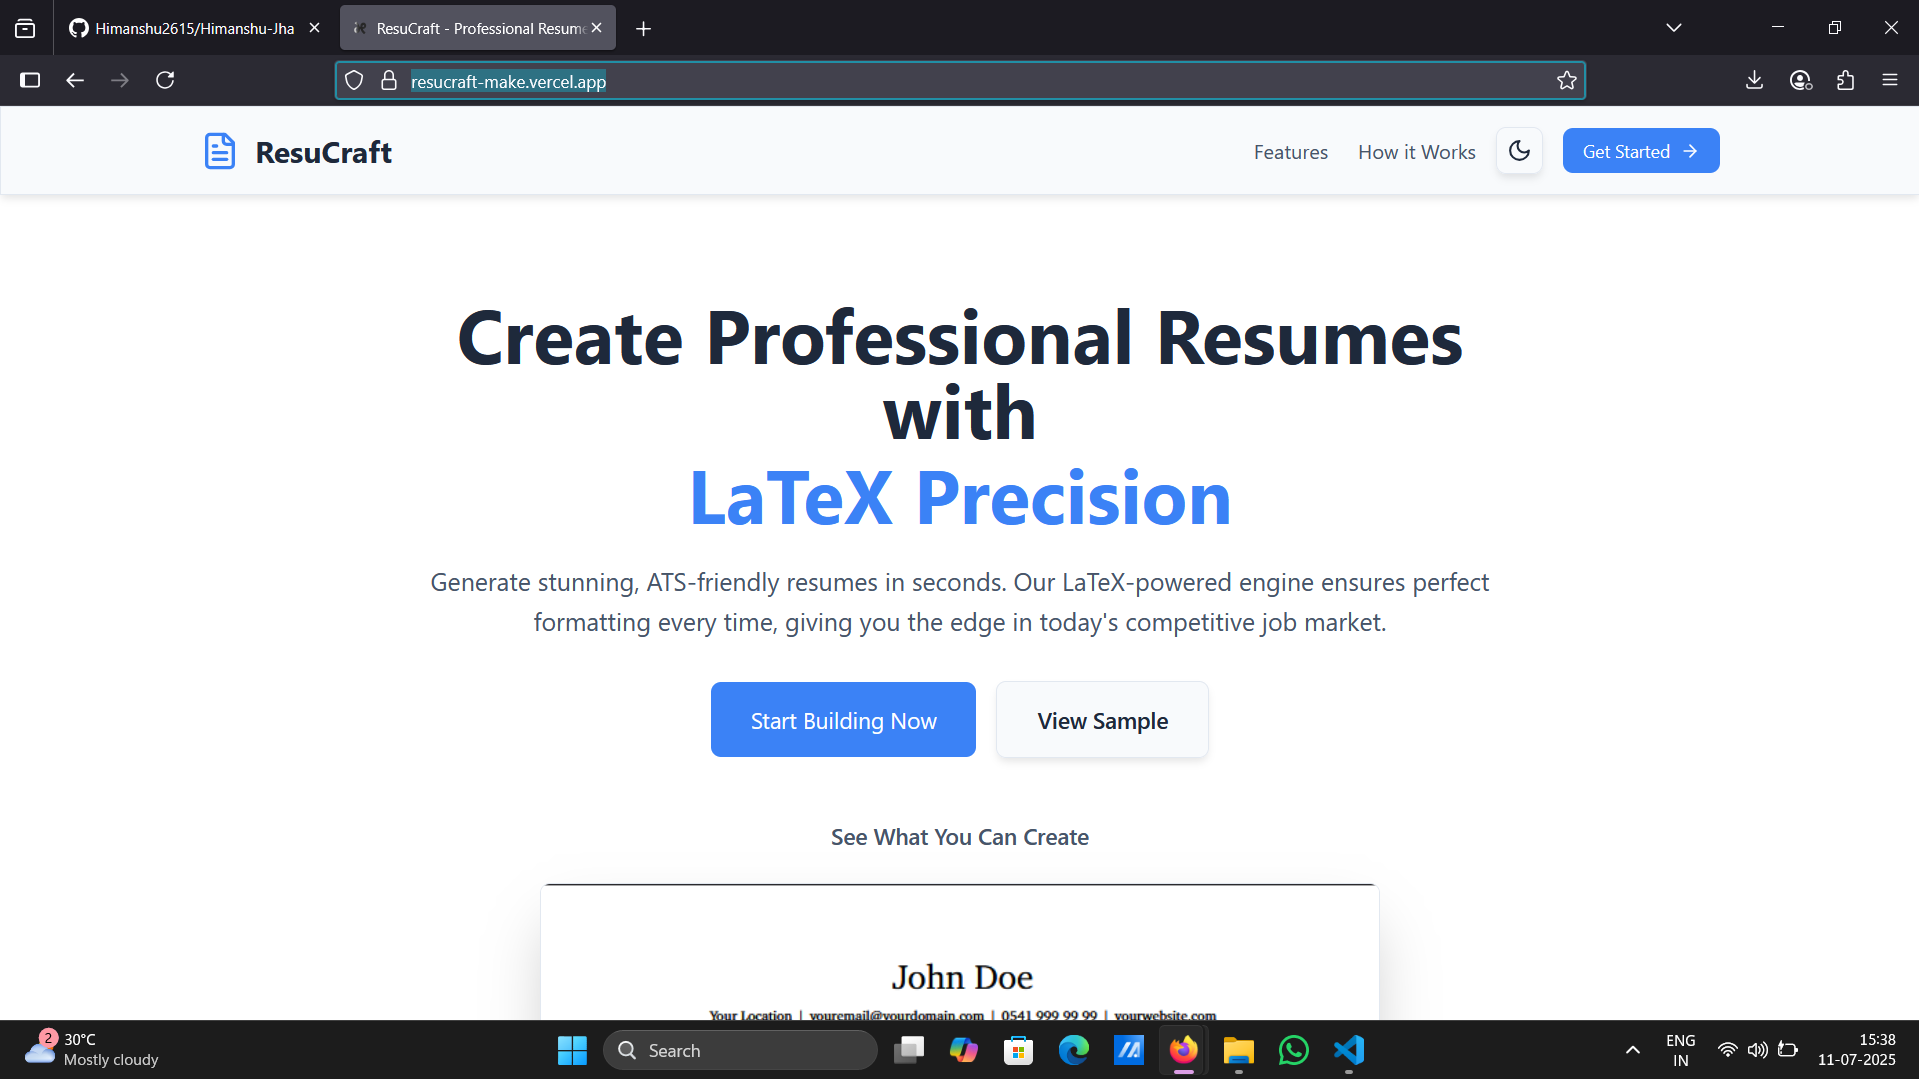 Himanshu2615/Himanshu-Jha
ResuCraft - Professional Resume
resucraft-make.vercel.app
ResuCraft
Features
How it Works
Get Started
Create Professional Resumes
with
LaTeX Precision
Generate stunning, ATS-friendly resumes in seconds. Our LaTeX-powered engine ensures perfect
formatting every time, giving you the edge in today's competitive job market.
Start Building Now
View Sample
See What You Can Create
John Doe
Your Location | youremail@yourdomain.com | 0541 999 99 99 | yourwebsite.com
2
30°C
Mostly cloudy
Search
ENG
IN
15:38
11-07-2025